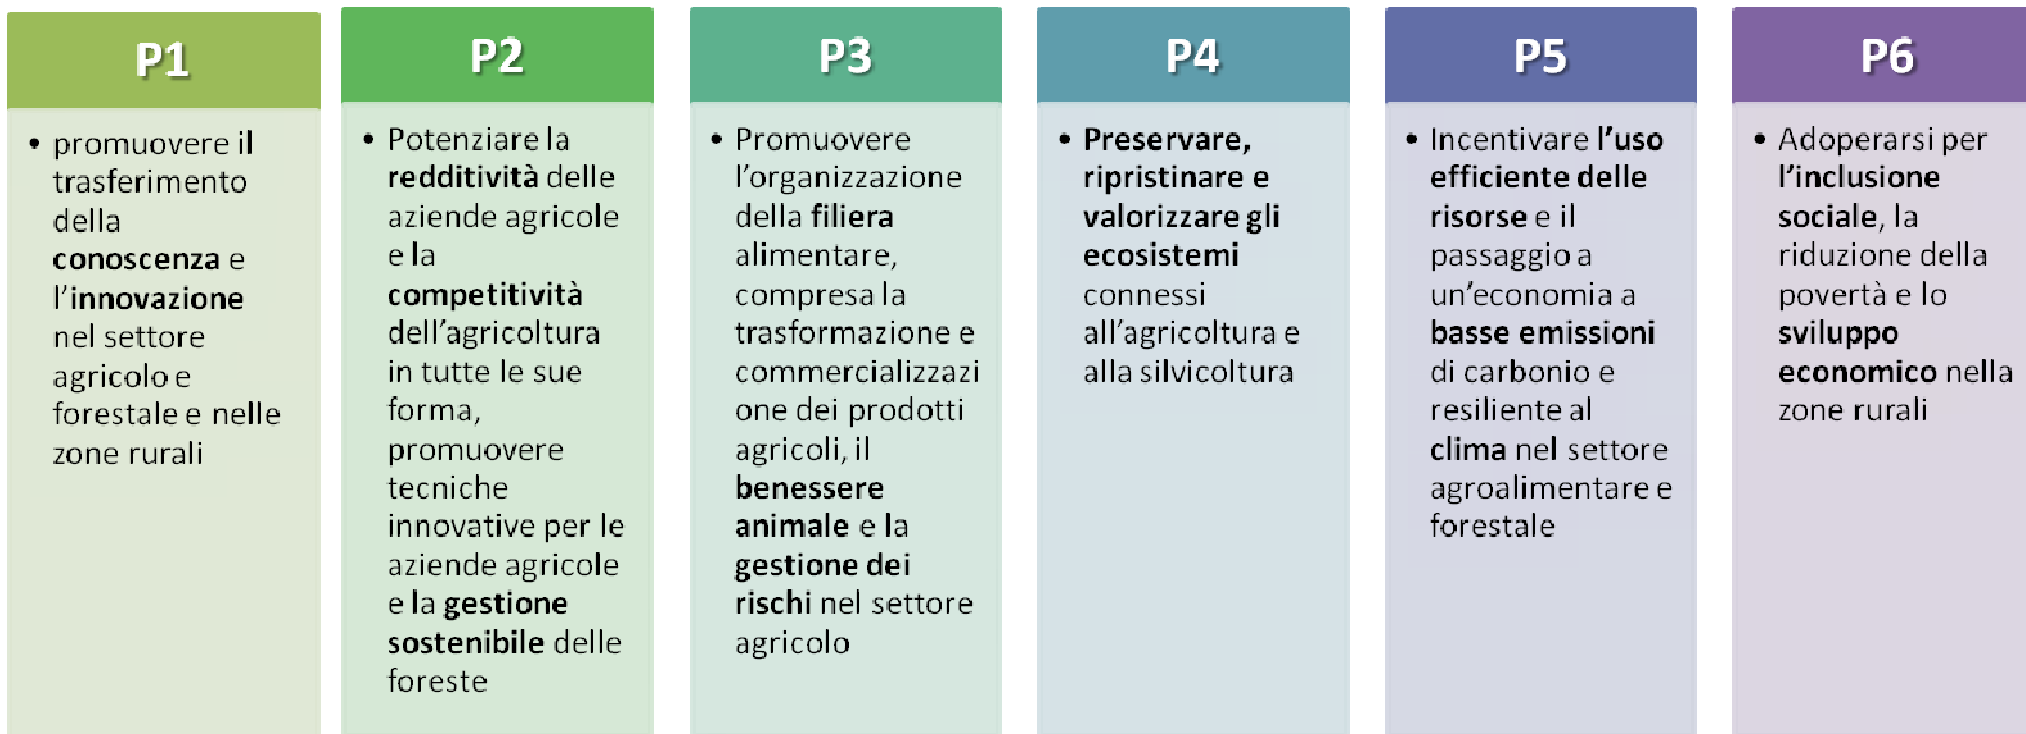 P1
• promuovere il
trasferimento
della
conoscenza e
l'innovazione
nel settore
agricolo e
forestale e nelle
zone rurali
P2
• Potenziare la
redditività delle
aziende agricole
e la
competitività
dell'agricoltura
in tutte le sue
forma,
promuovere
tecniche
innovative per le
aziende agricole
e la gestione
sostenibile delle
foreste
P3
• Promuovere
l'organizzazione
della filiera
alimentare,
compresa la
trasformazione e
commercializzazi
one dei prodotti
agricoli, il
benessere
animale e la
gestione dei
rischi nel settore
agricolo
P4
• Preservare,
ripristinare e
valorizzare gli
ecosistemi
connessi
all'agricoltura e
alla silvicoltura
P5
• Incentivare l'uso
efficiente delle
risorse e il
passaggio a
un'economia a
basse emissioni
di carbonio e
resiliente al
clima nel settore
agroalimentare e
forestale
P6
• Adoperarsi per
l'inclusione
sociale, la
riduzione della
povertà e lo
sviluppo
economico nella
zone rurali